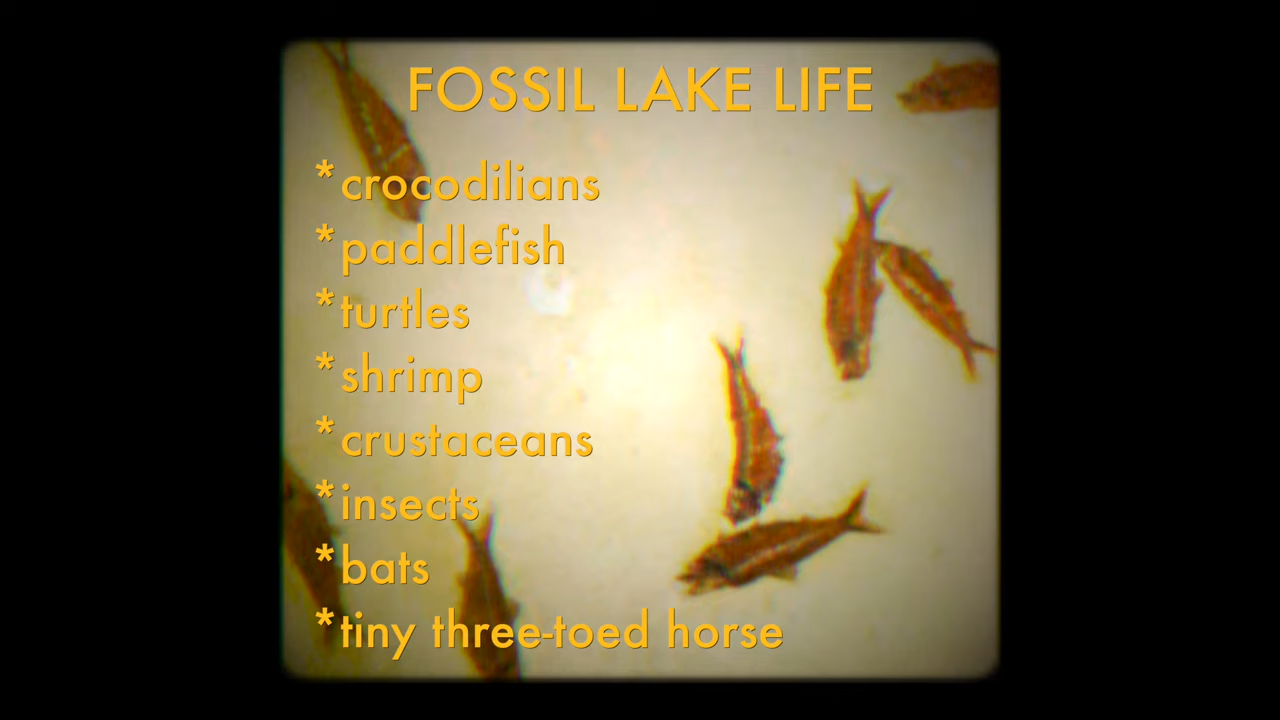 FOSSIL LAKE LIFE
*crocodilians
*paddlefish
*turtles
*shrimp
*crustaceans
*insects
*bats
*tiny three-toed horse